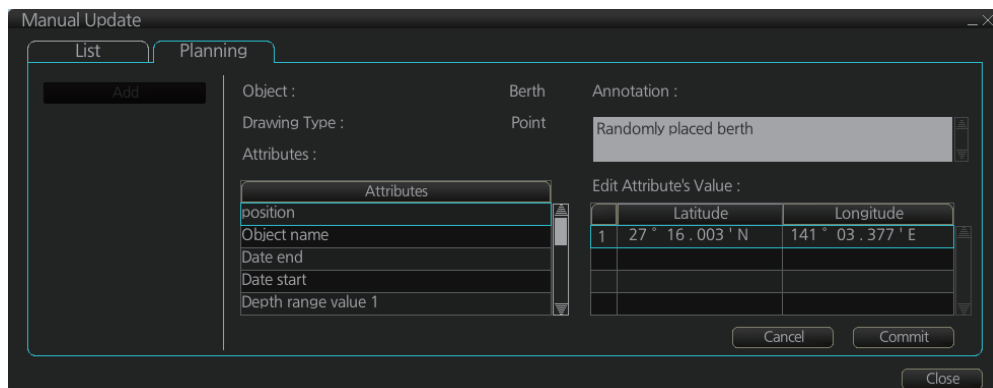 Manual Update
List
Planning
Add
Object :
Berth
Drawing Type :
Point
Attributes :
Attributes
position
Object name
Date end
Date start
Depth range value 1
Annotation :
Randomly placed berth
Edit Attribute's Value :
Latitude
Longitude
1
27 ° 16 . 003 ' N
141 ° 03 . 377 ' E
Cancel
Commit
Close